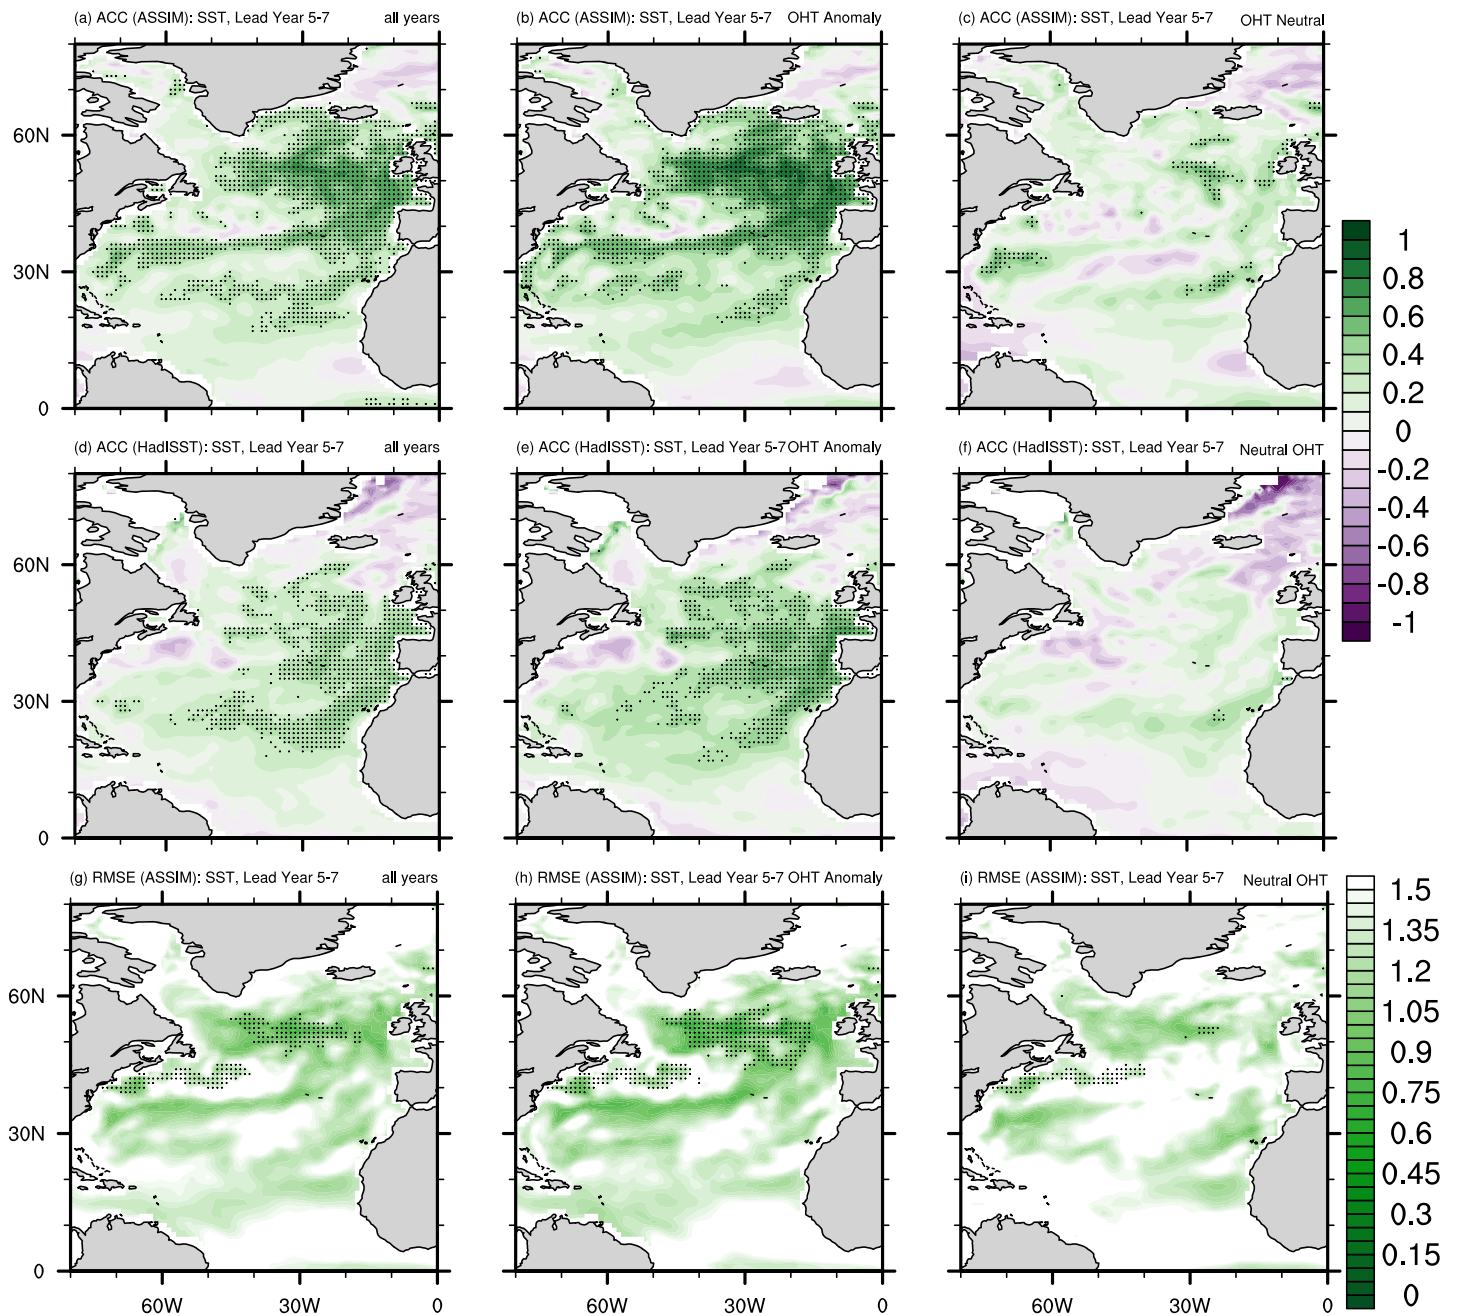 (a) ACC (ASSIM): SST, Lead Year 5-7 all years
(b) ACC (ASSIM): SST, Lead Year 5-7 OHT Anomaly
(c) ACC (ASSIM): SST, Lead Year 5-7 OHT Neutral
60N
30N
0
1
0.8
0.6
0.4
0.2
0
-0.2
-0.4
-0.6
-0.8
-1
(d) ACC (HadISST): SST, Lead Year 5-7 all years
(e) ACC (HadISST): SST, Lead Year 5-7 OHT Anomaly
(f) ACC (HadISST): SST, Lead Year 5-7 Neutral OHT
60N
30N
0
(g) RMSE (ASSIM): SST, Lead Year 5-7 all years
(h) RMSE (ASSIM): SST, Lead Year 5-7 OHT Anomaly
(i) RMSE (ASSIM): SST, Lead Year 5-7 Neutral OHT
60N
30N
0
1.5
1.35
1.2
1.05
0.9
0.75
0.6
0.45
0.3
0.15
0
60W 30W 0
60W 30W 0
60W 30W 0